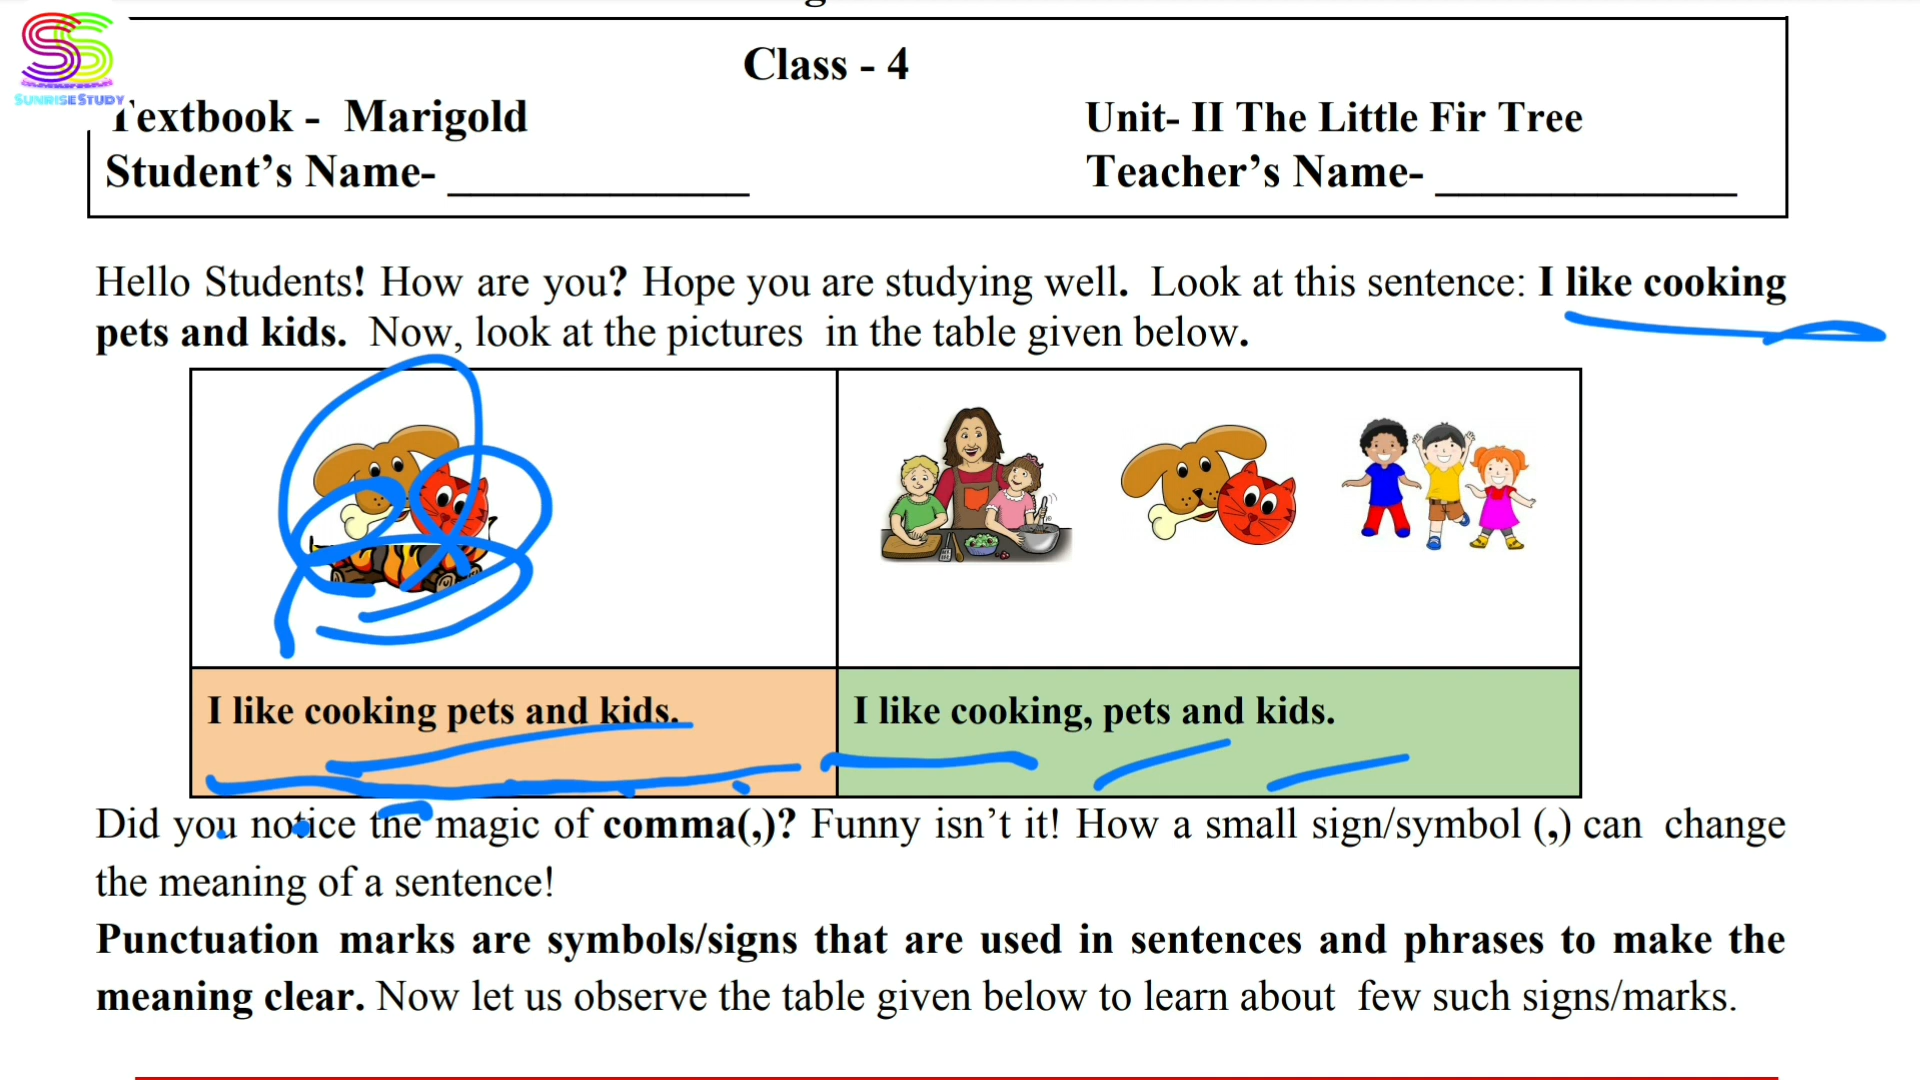 Class - 4
SUNRISE STUDY
Textbook - Marigold Unit- II The Little Fir Tree
Student’s Name- _____________ Teacher’s Name- _____________
Hello Students! How are you? Hope you are studying well. Look at this sentence: I like cooking
pets and kids. Now, look at the pictures in the table given below.
I like cooking pets and kids. I like cooking, pets and kids.
Did you notice the magic of comma(,)? Funny isn’t it! How a small sign/symbol (,) can change
the meaning of a sentence!
Punctuation marks are symbols/signs that are used in sentences and phrases to make the
meaning clear. Now let us observe the table given below to learn about few such signs/marks.